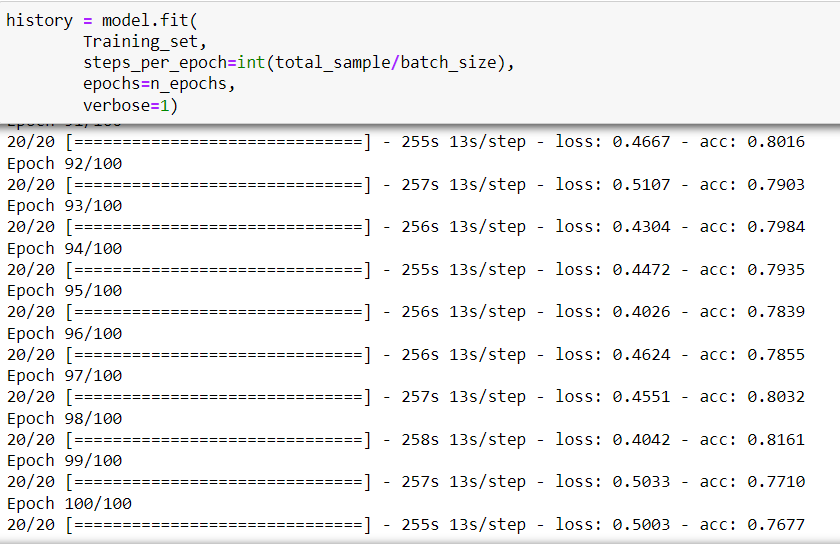 history = model.fit(
Training_set,
steps_per_epoch=int(total_sample/batch_size),
epochs=n_epochs,
verbose=1)
20/20 [==============================] - 255s 13s/step - loss: 0.4667 - acc: 0.8016
Epoch 92/100
20/20 [==============================] - 257s 13s/step - loss: 0.5107 - acc: 0.7903
Epoch 93/100
20/20 [==============================] - 256s 13s/step - loss: 0.4304 - acc: 0.7984
Epoch 94/100
20/20 [==============================] - 255s 13s/step - loss: 0.4472 - acc: 0.7935
Epoch 95/100
20/20 [==============================] - 256s 13s/step - loss: 0.4026 - acc: 0.7839
Epoch 96/100
20/20 [==============================] - 256s 13s/step - loss: 0.4624 - acc: 0.7855
Epoch 97/100
20/20 [==============================] - 257s 13s/step - loss: 0.4551 - acc: 0.8032
Epoch 98/100
20/20 [==============================] - 258s 13s/step - loss: 0.4042 - acc: 0.8161
Epoch 99/100
20/20 [==============================] - 257s 13s/step - loss: 0.5033 - acc: 0.7710
Epoch 100/100
20/20 [==============================] - 255s 13s/step - loss: 0.5003 - acc: 0.7677